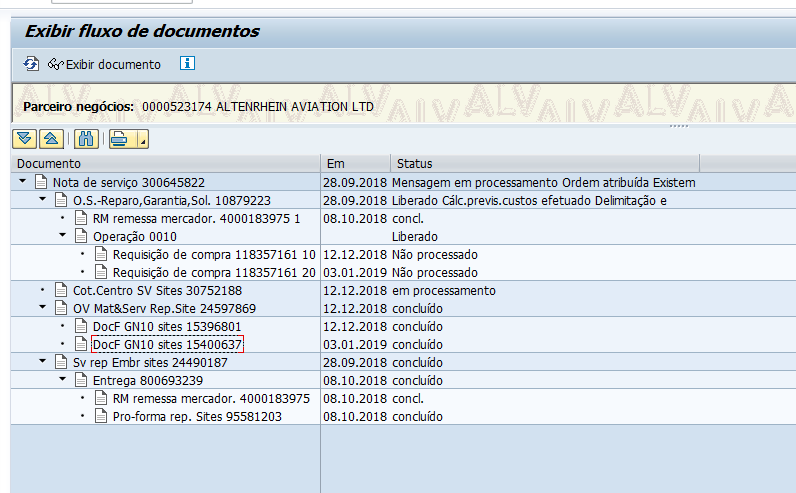 Exibir fluxo de documentos
Exibir documento
Parceiro negócios: 0000523174 ALTENRHEIN AVIATION LTD
Documento Em Status
Nota de serviço 300645822 28.09.2018 Mensagem em processamento Ordem atribuída Existem
O.S.-Reparo,Garantia,Sol. 10879223 28.09.2018 Liberado Cálc.previs.custos efetuado Delimitação e
RM remessa mercador. 4000183975 1 08.10.2018 concl.
Operação 0010 Liberado
Requisição de compra 118357161 10 12.12.2018 Não processado
Requisição de compra 118357161 20 03.01.2019 Não processado
Cot.Centro SV Sites 30752188 12.12.2018 em processamento
OV Mat&Serv Rep.Site 24597869 12.12.2018 concluído
DocF GN10 sites 15396801 12.12.2018 concluído
DocF GN10 sites 15400637 03.01.2019 concluído
Sv rep Embr sites 24490187 28.09.2018 concluído
Entrega 800693239 08.10.2018 concluído
RM remessa mercador. 4000183975 08.10.2018 concl.
Pro-forma rep. Sites 95581203 08.10.2018 concluído